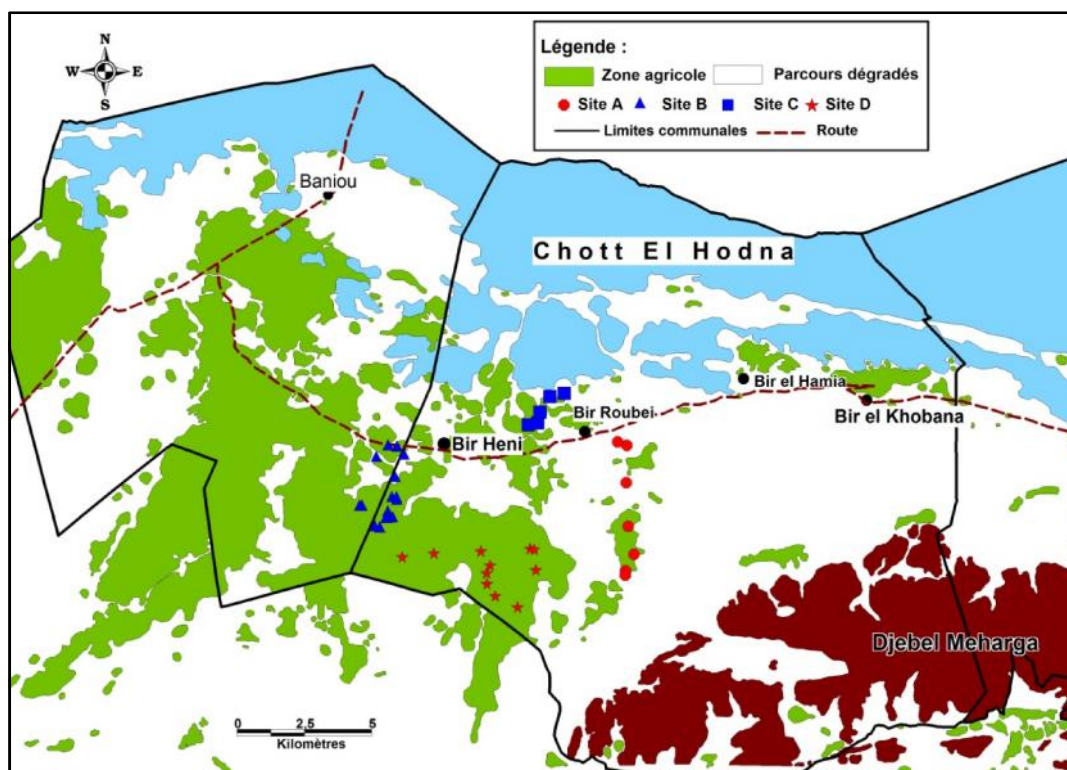 N
W E
S
Légende :
Zone agricole Parcours dégradés
Site A Site B Site C Site D
Limites communales Route
Baniou
Chott El Hodna
Bir el Hamia
Bir Roubei
Bir el Khobana
Bir Heni
Djebel Meharga
0 2,5 5
Kilomètres